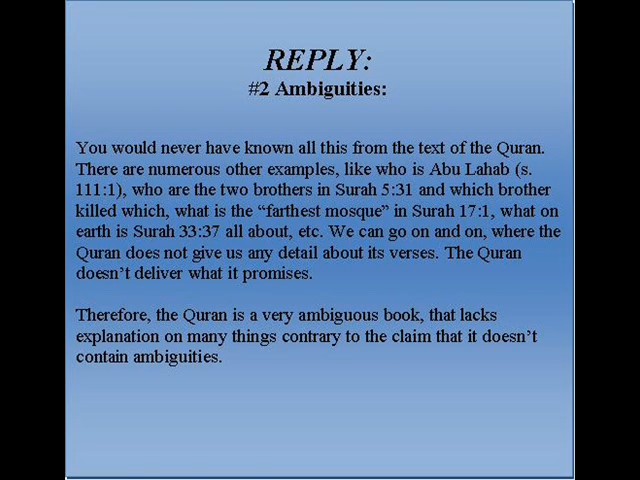 REPLY:
#2 Ambiguities:
You would never have known all this from the text of the Quran.
There are numerous other examples, like who is Abu Lahab (s.
111:1), who are the two brothers in Surah 5:31 and which brother
killed which, what is the “farthest mosque” in Surah 17:1, what on
earth is Surah 33:37 all about, etc. We can go on and on, where the
Quran does not give us any detail about its verses. The Quran
doesn’t deliver what it promises.
Therefore, the Quran is a very ambiguous book, that lacks
explanation on many things contrary to the claim that it doesn’t
contain ambiguities.